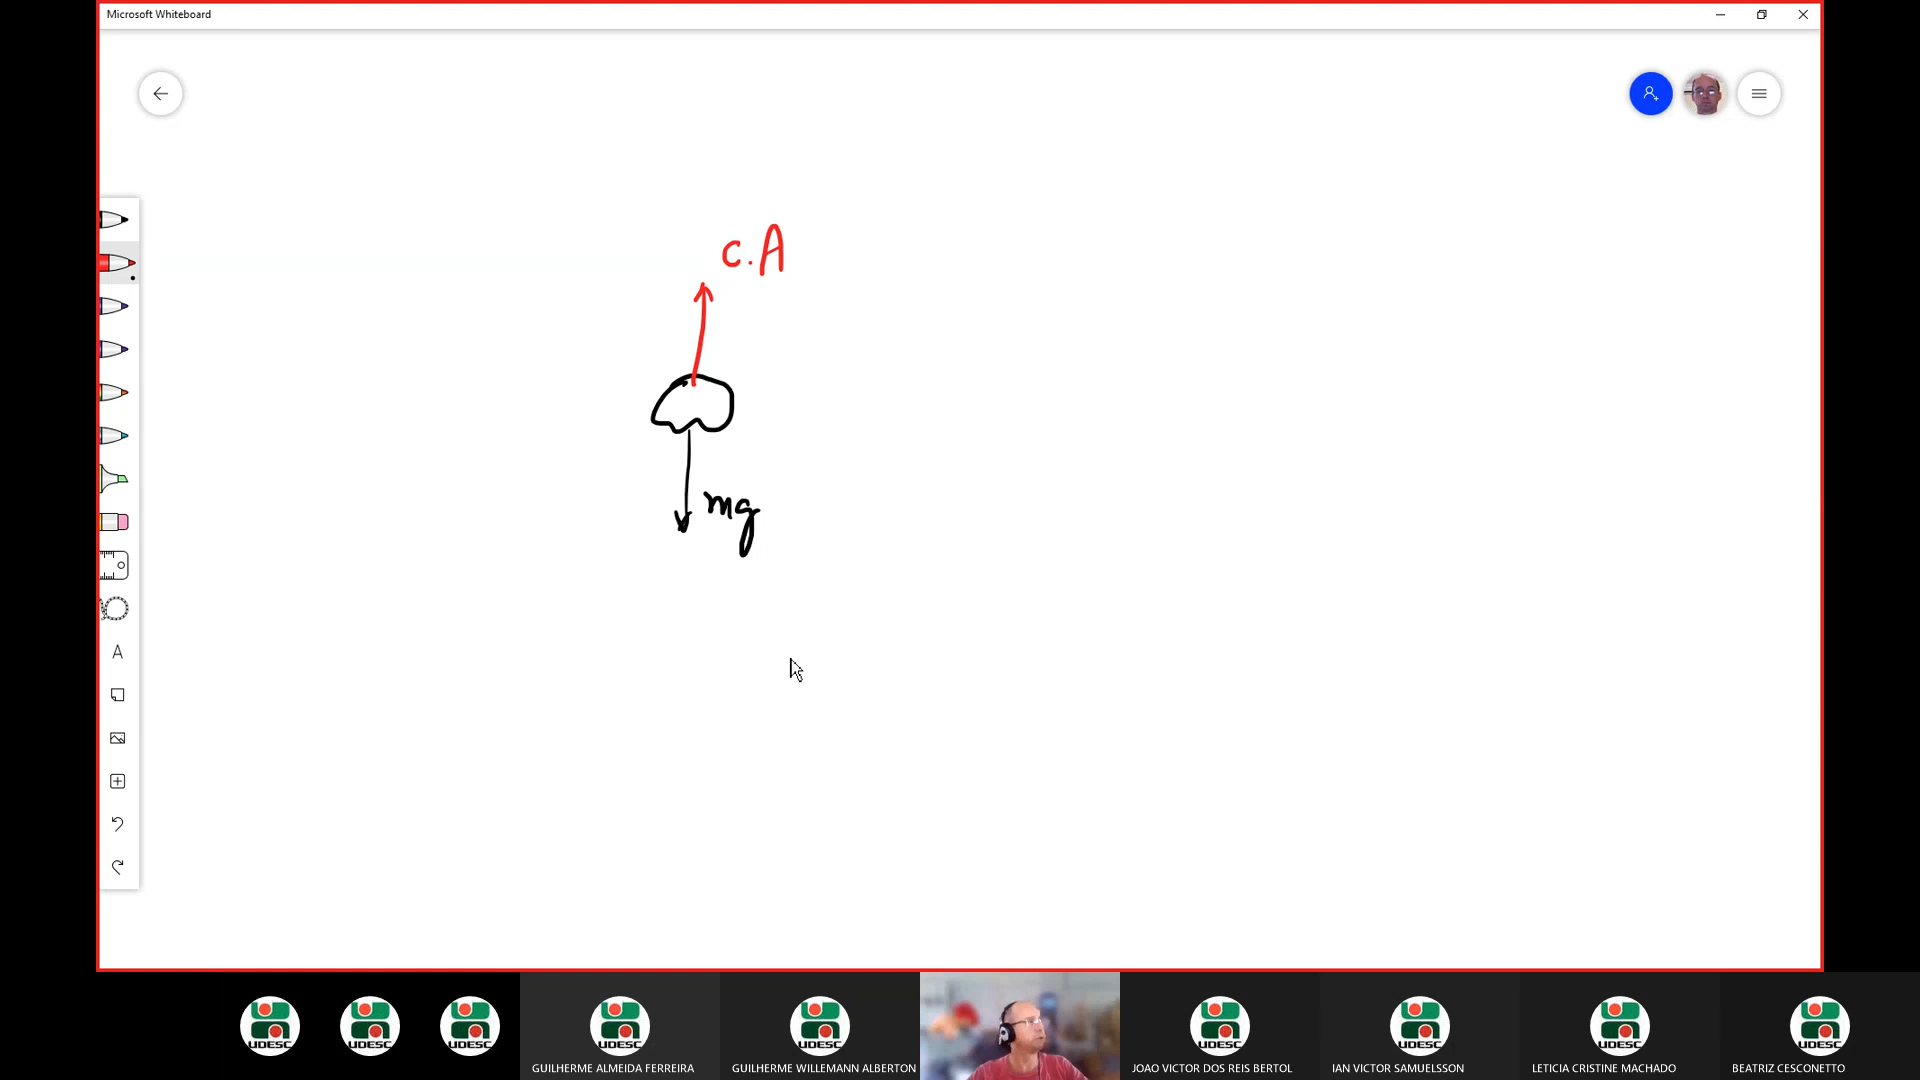 Microsoft Whiteboard
C.A
mg
A
UDESC
UDESC
UDESC
UDESC
UDESC
UDESC
UDESC
UDESC
UDESC
GUILHERME ALMEIDA FERREIRA
GUILHERME WILLEMANN ALBERTON
JOAO VICTOR DOS REIS BERTOL
IAN VICTOR SAMUELSSON
LETICIA CRISTINE MACHADO
BEATRIZ CESCONETTO